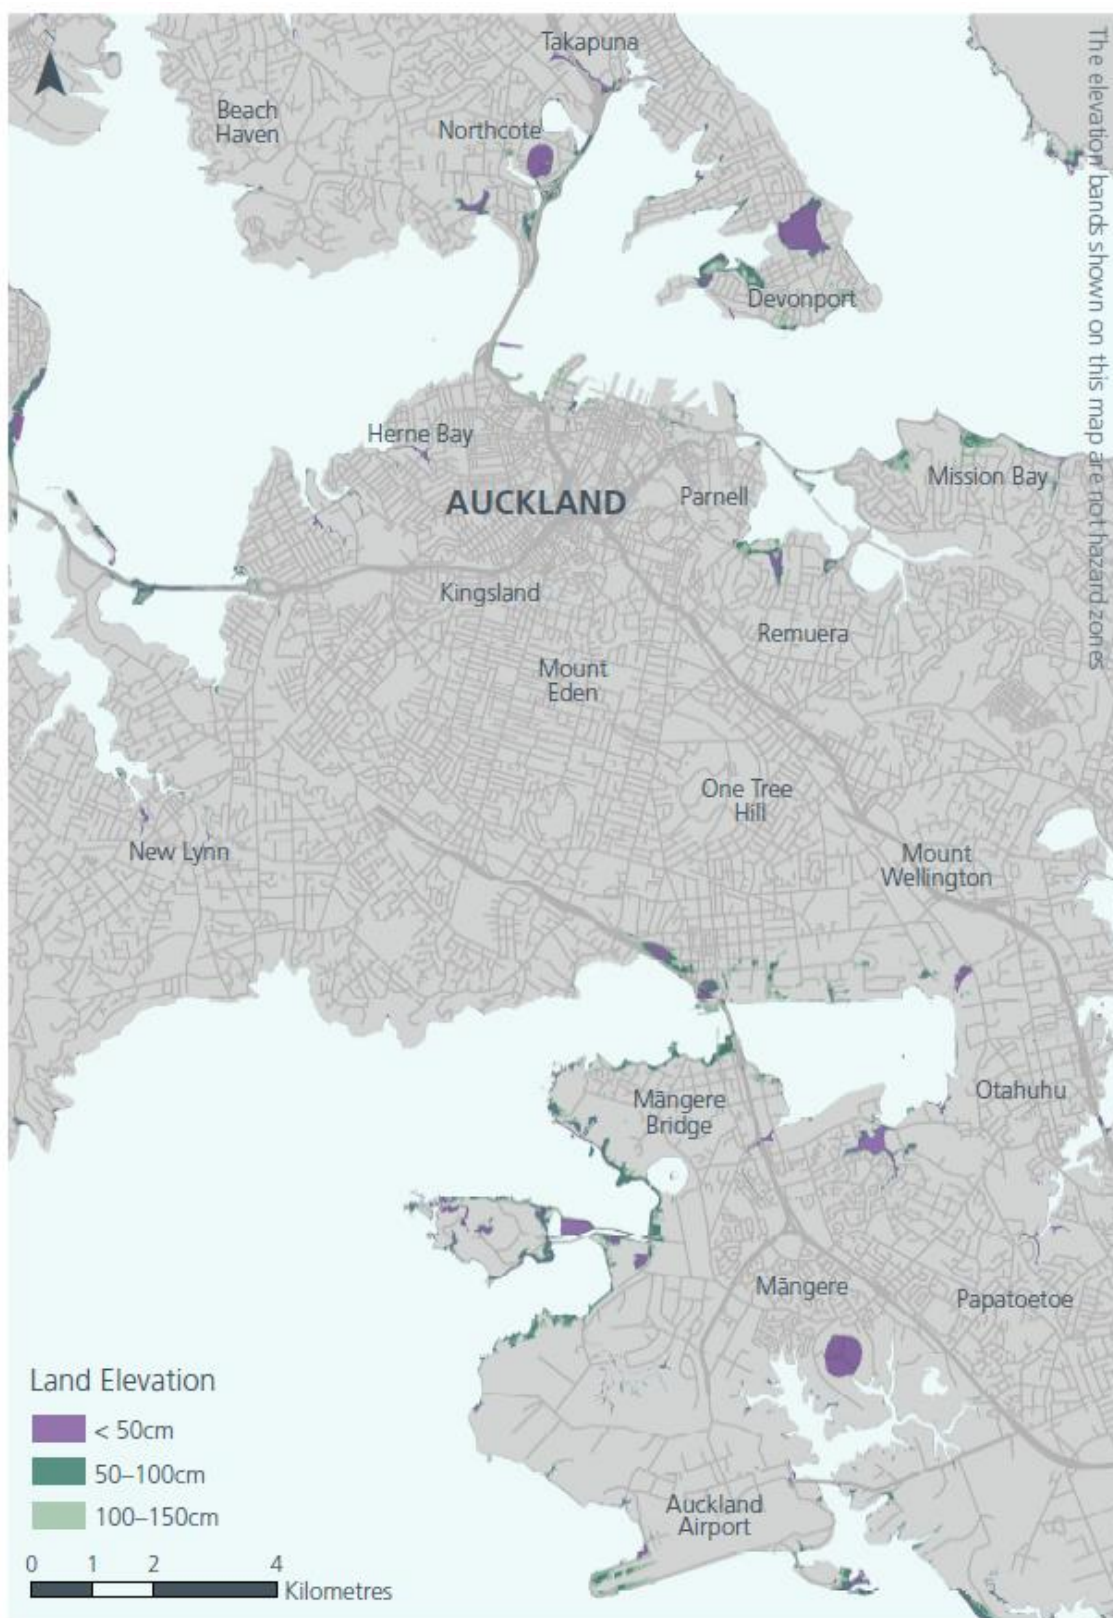 Takapuna
Beach
Haven
Northcote
Devonport
The elevation bands shown on this map are not hazard zones
Herne Bay
Mission Bay
AUCKLAND
Parnell
Kingsland
Remuera
Mount
Eden
One Tree
Hill
New Lynn
Mount
Wellington
Otahuhu
Māngere
Bridge
Māngere
Papatoetoe
Auckland
Airport
Land Elevation
< 50cm
50–100cm
100–150cm
0 1 2 4
Kilometres